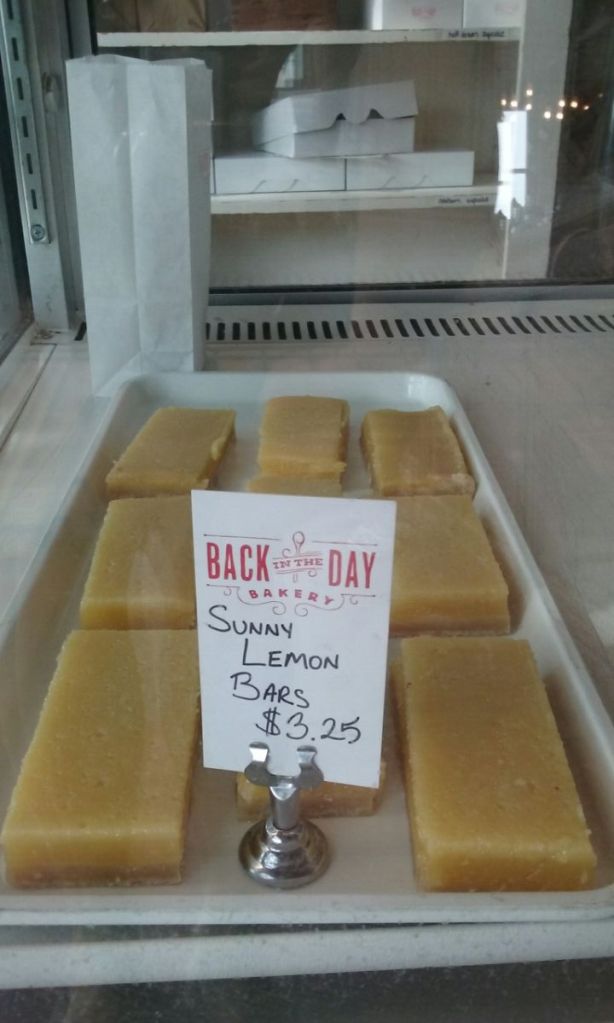 BACK IN THE DAY
BAKERY
SUNNY
LEMON
BARS
$3.25